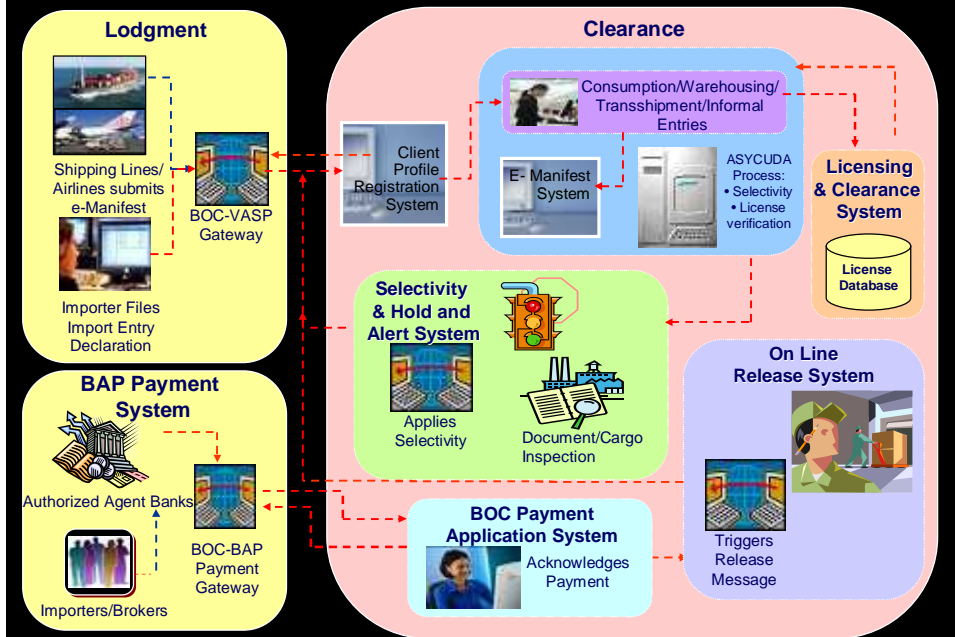 Lodgment
Shipping Lines/
Airlines submits
e-Manifest
BOC-VASP
Gateway
Importer Files
Import Entry
Declaration
BAP Payment
System
Authorized Agent Banks
BOC-BAP
Payment
Gateway
Importers/Brokers
Clearance
Client
Profile
Registration
System
Consumption/Warehousing/
Transshipment/Informal
Entries
E- Manifest
System
ASYCUDA
Process:
• Selectivity
• License
verification
Licensing
& Clearance
System
License
Database
Selectivity
& Hold and
Alert System
Applies
Selectivity
Document/Cargo
Inspection
On Line
Release System
Triggers
Release
Message
BOC Payment
Application System
Acknowledges
Payment